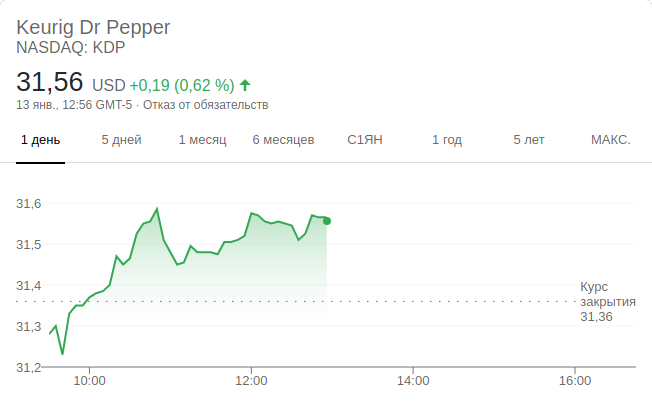 Keurig Dr Pepper
NASDAQ: KDP
31,56 USD +0,19 (0,62 %)
13 янв., 12:56 GMT-5 · Отказ от обязательств
1 день 5 дней 1 месяц 6 месяцев С1ЯН 1 год 5 лет МАКС.
31,6
31,5
31,4
Курс
закрытия
31,36
31,3
31,2
10:00 12:00 14:00 16:00